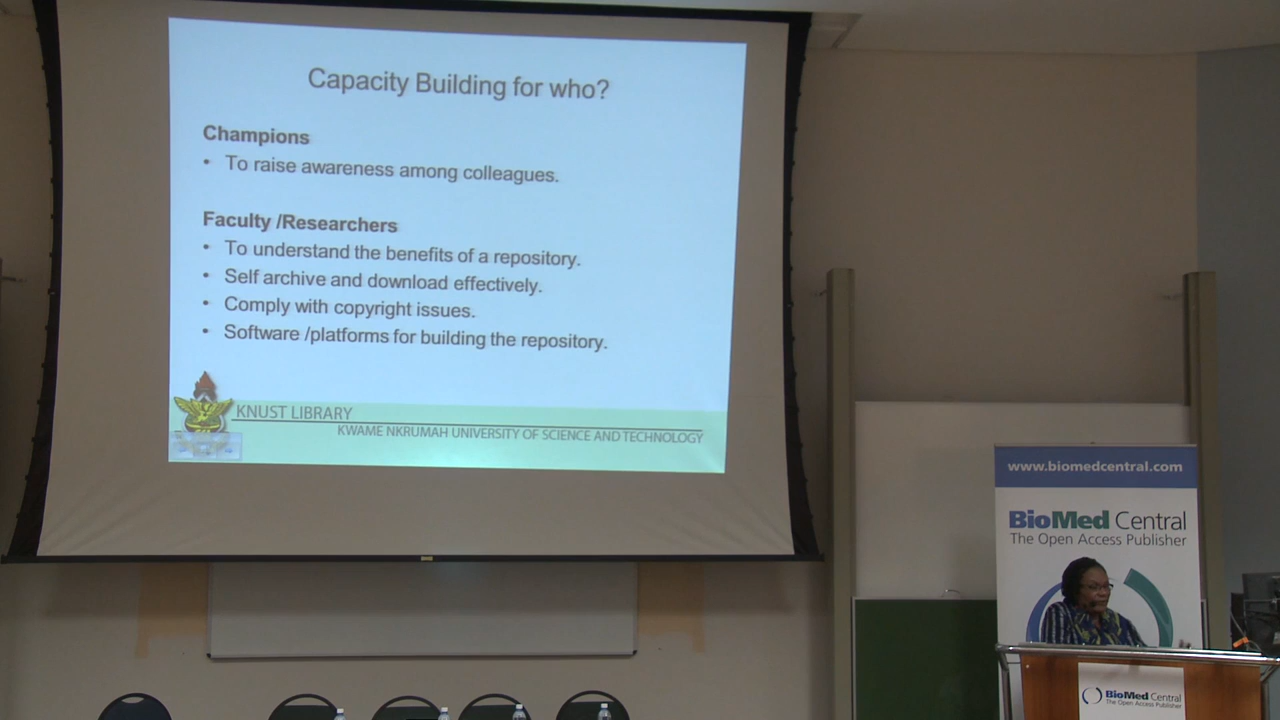 Capacity Building for who?
Champions
• To raise awareness among colleagues.
Faculty /Researchers
• To understand the benefits of a repository.
• Self archive and download effectively.
• Comply with copyright issues.
• Software /platforms for building the repository.
KNUST LIBRARY
KWAME NKRUMAH UNIVERSITY OF SCIENCE AND TECHNOLOGY
www.biomedcentral.com
BioMed Central
The Open Access Publisher
BioMed Central
The Open Access Publisher